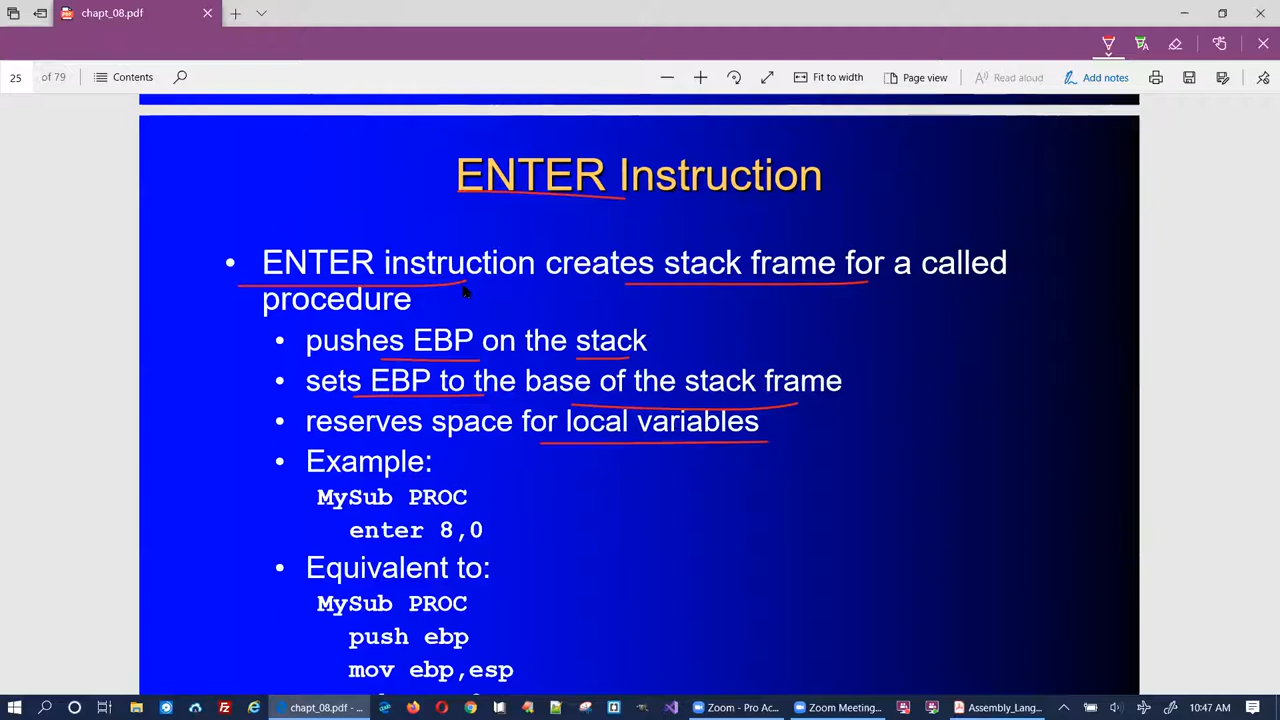 chapt_08.pdf
25 of 79 Contents Fit to width Page view Read aloud Add notes
ENTER Instruction
• ENTER instruction creates stack frame for a called
procedure
• pushes EBP on the stack
• sets EBP to the base of the stack frame
• reserves space for local variables
• Example:
MySub PROC
enter 8,0
• Equivalent to:
MySub PROC
push ebp
mov ebp,esp
chapt_08.pdf - ... Zoom - Pro Ac... Zoom Meeting... Assembly_Lang... 10:47 AM